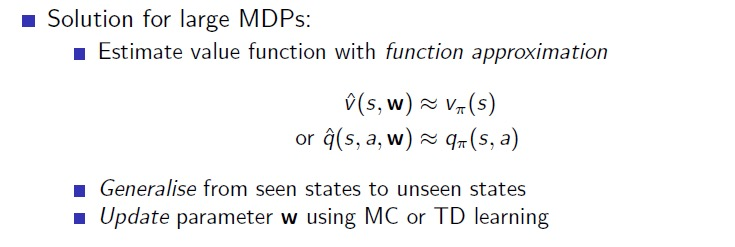 Solution for large MDPs:
Estimate value function with function approximation
v̂(s, w) ≈ vπ(s)
or q̂(s, a, w) ≈ qπ(s, a)
Generalise from seen states to unseen states
Update parameter w using MC or TD learning